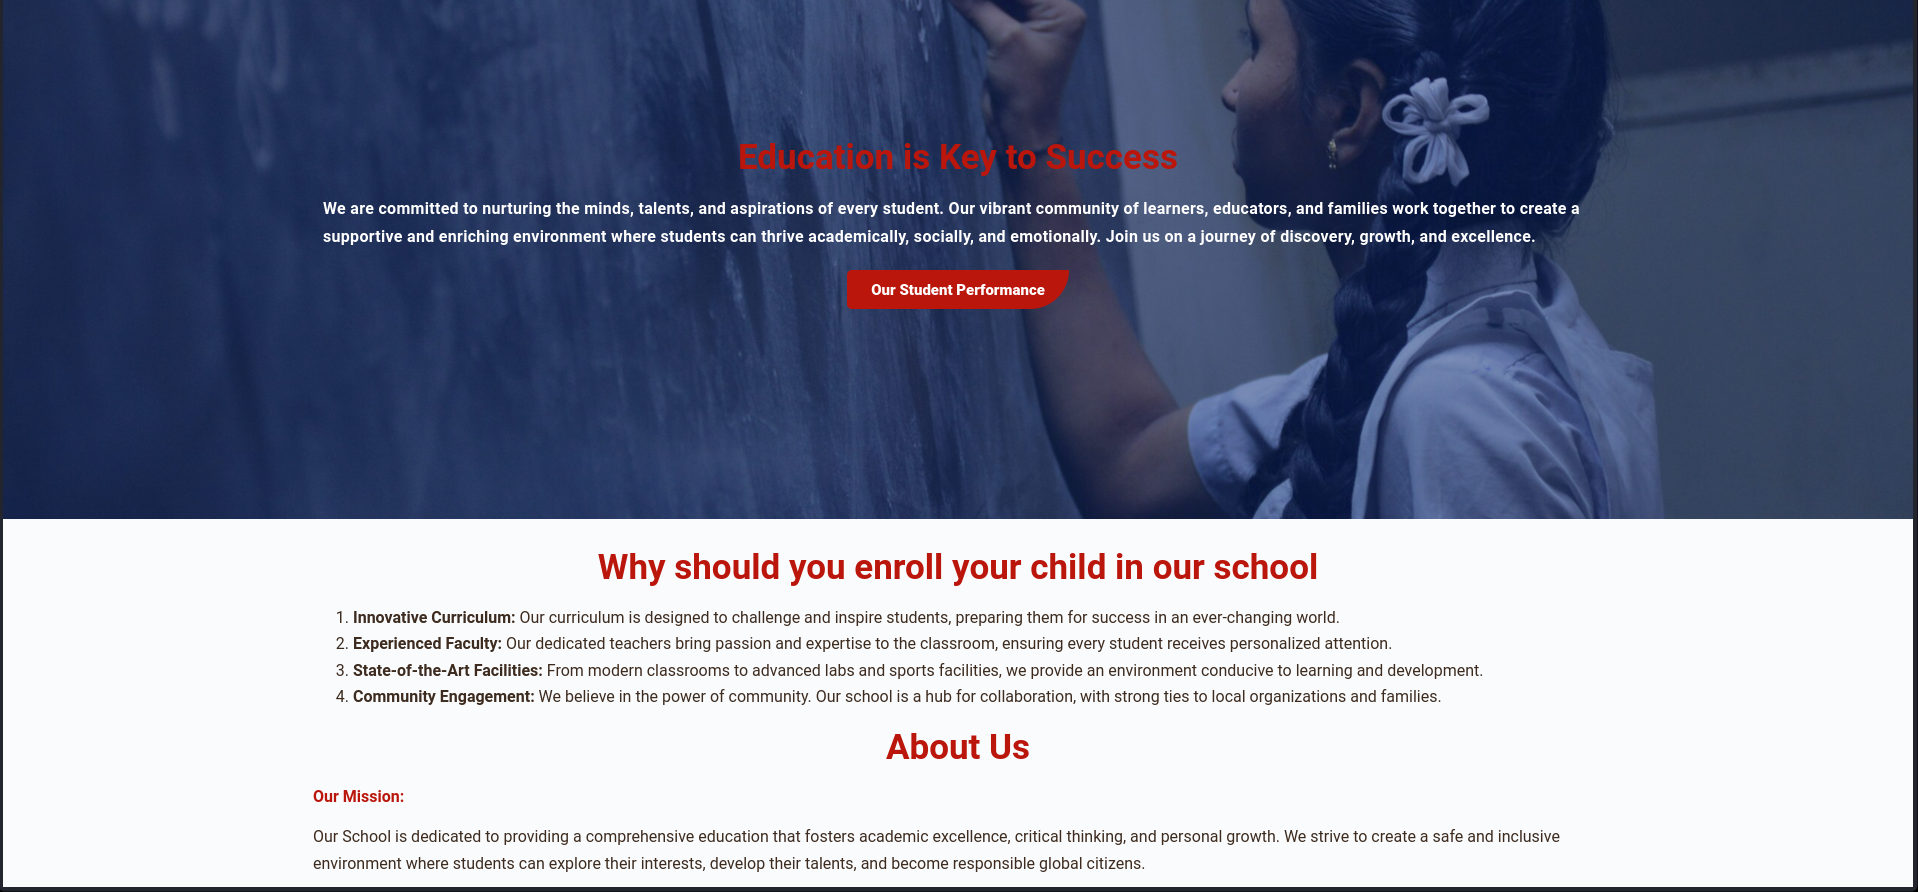 Education is Key to Success
We are committed to nurturing the minds, talents, and aspirations of every student. Our vibrant community of learners, educators, and families work together to create a
supportive and enriching environment where students can thrive academically, socially, and emotionally. Join us on a journey of discovery, growth, and excellence.
Our Student Performance
Why should you enroll your child in our school
1. Innovative Curriculum: Our curriculum is designed to challenge and inspire students, preparing them for success in an ever-changing world.
2. Experienced Faculty: Our dedicated teachers bring passion and expertise to the classroom, ensuring every student receives personalized attention.
3. State-of-the-Art Facilities: From modern classrooms to advanced labs and sports facilities, we provide an environment conducive to learning and development.
4. Community Engagement: We believe in the power of community. Our school is a hub for collaboration, with strong ties to local organizations and families.
About Us
Our Mission:
Our School is dedicated to providing a comprehensive education that fosters academic excellence, critical thinking, and personal growth. We strive to create a safe and inclusive
environment where students can explore their interests, develop their talents, and become responsible global citizens.